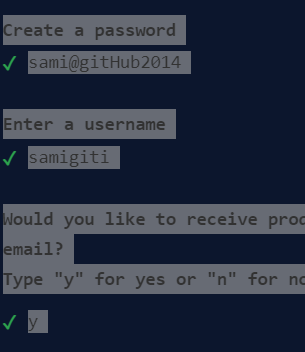 Create a password
✓ sami@gitHub2014
Enter a username
✓ samigiti
Would you like to receive prod
email?
Type "y" for yes or "n" for no
✓ y